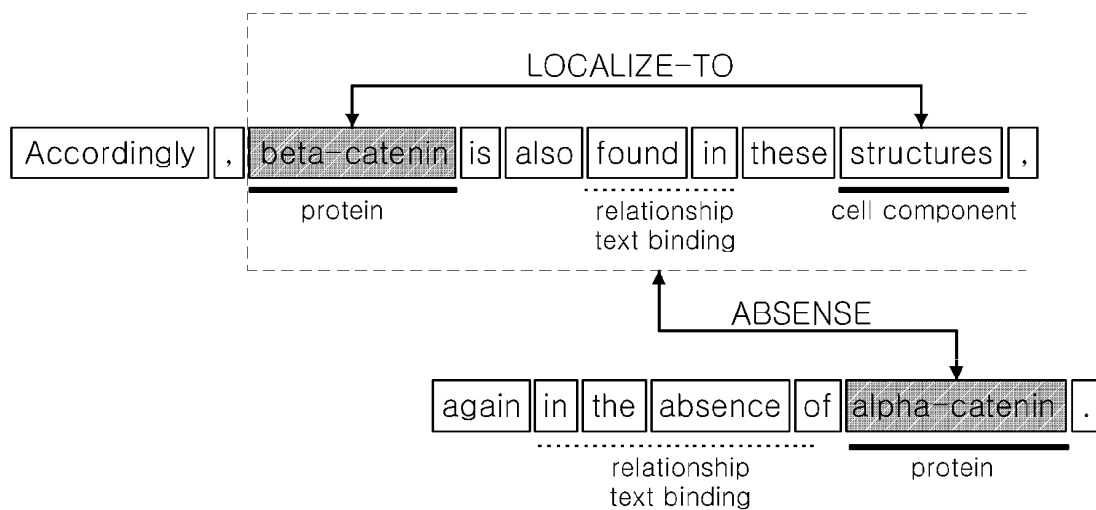 LOCALIZE-TO
Accordingly , beta-catenin is also found in these structures ,
protein relationship cell component
text binding
ABSENSE
again in the absence of alpha-catenin .
relationship protein
text binding